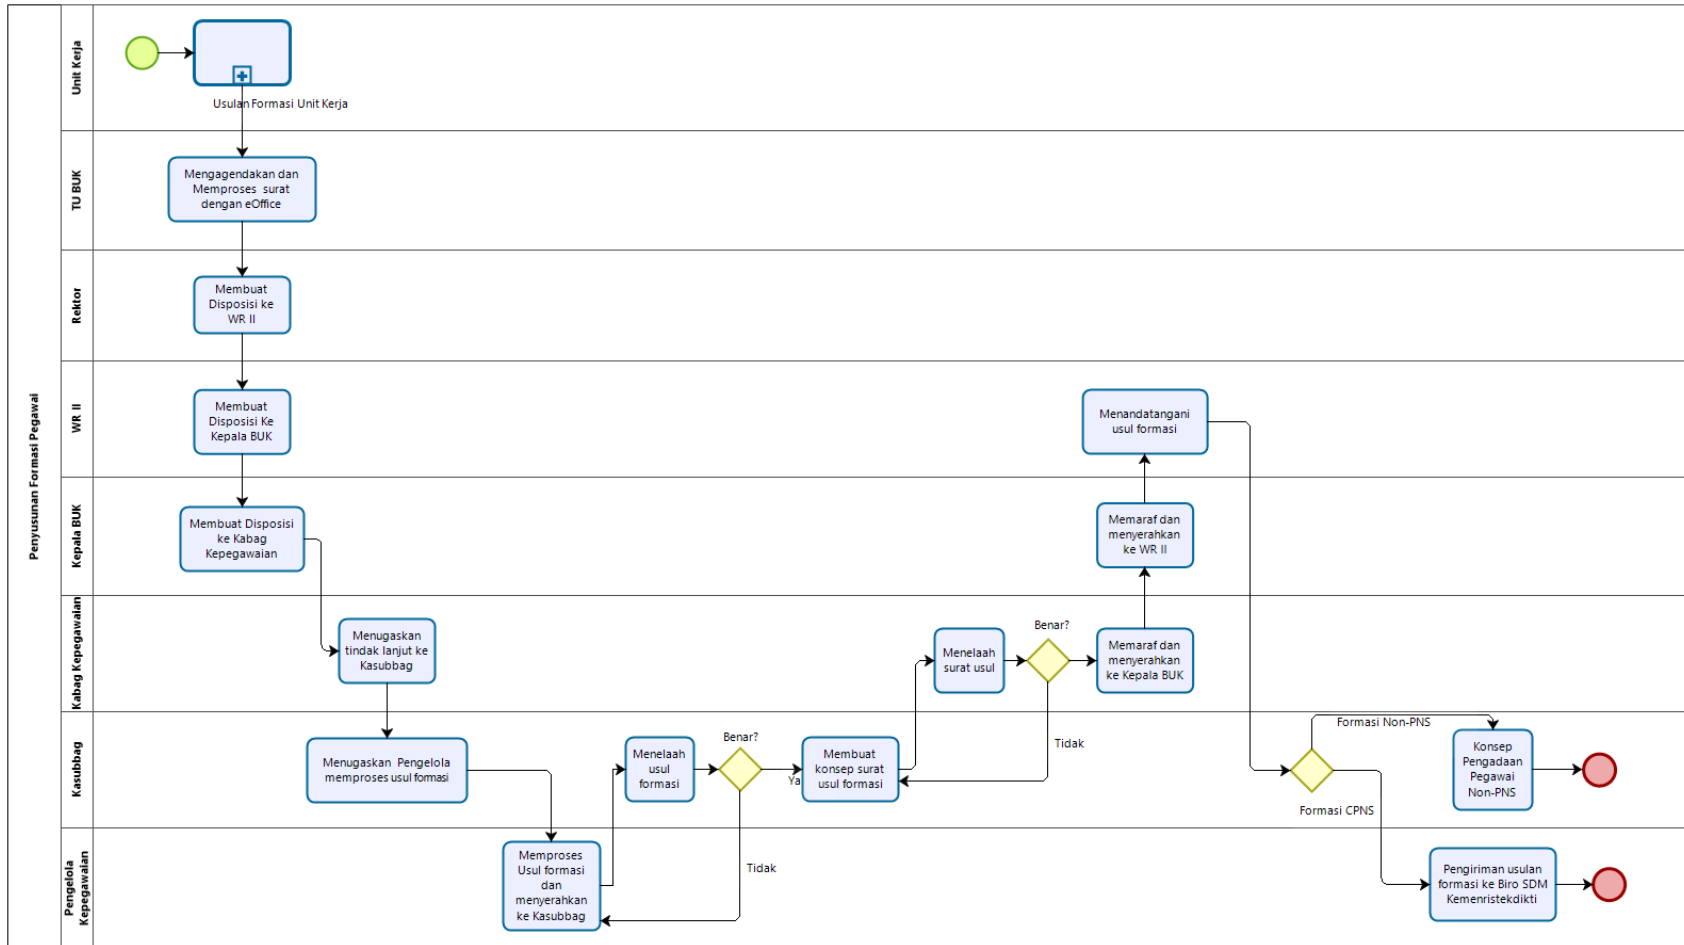 Penyusunan Formasi Pegawai
Unit Kerja
Usulan Formasi Unit Kerja
TU BUK
Mengagendakan dan
Memproses surat
dengan eOffice
Rektor
Membuat
Disposisi ke
WR II
WR II
Membuat
Disposisi Ke
Kepala BUK
Menandatangani
usul formasi
Kepala BUK
Membuat Disposisi
ke Kabag
Kepegawaian
Memaraf dan
menyerahkan
ke WR II
Kabag Kepegawaian
Menugaskan
tindak lanjut ke
Kasubbag
Menelaah
surat usul
Benar?
Memaraf dan
menyerahkan
ke Kepala BUK
Tidak
Kasubbag
Menugaskan Pengelola
memproses usul formasi
Menelaah
usul
formasi
Benar?
Ya
Membuat
konsep surat
usul formasi
Formasi Non-PNS
Formasi CPNS
Konsep
Pengadaan
Pegawai
Non-PNS
Pengelola
Kepegawaian
Memproses
Usul formasi
dan
menyerahkan
ke Kasubbag
Tidak
Pengiriman usulan
formasi ke Biro SDM
Kemenristekdikti